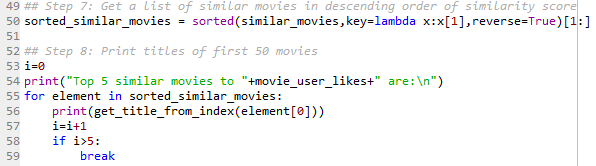 49 ## Step 7: Get a list of similar movies in descending order of similarity score
50 sorted_similar_movies = sorted(similar_movies,key=lambda x:x[1],reverse=True)[1:]
51
52 ## Step 8: Print titles of first 50 movies
53 i=0
54 print("Top 5 similar movies to "+movie_user_likes+" are:\n")
55 for element in sorted_similar_movies:
56     print(get_title_from_index(element[0]))
57     i=i+1
58     if i>5:
59         break